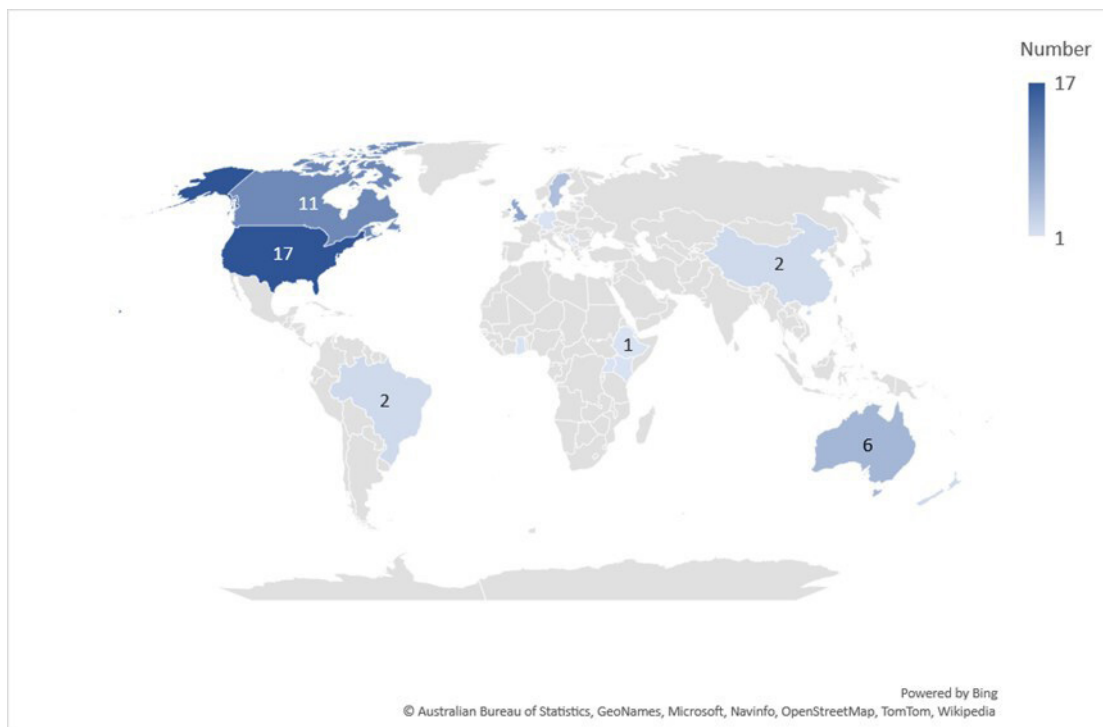 Number
17
1
11
17
2
1
2
6
Powered by Bing
© Australian Bureau of Statistics, GeoNames, Microsoft, Navinfo, OpenStreetMap, TomTom, Wikipedia